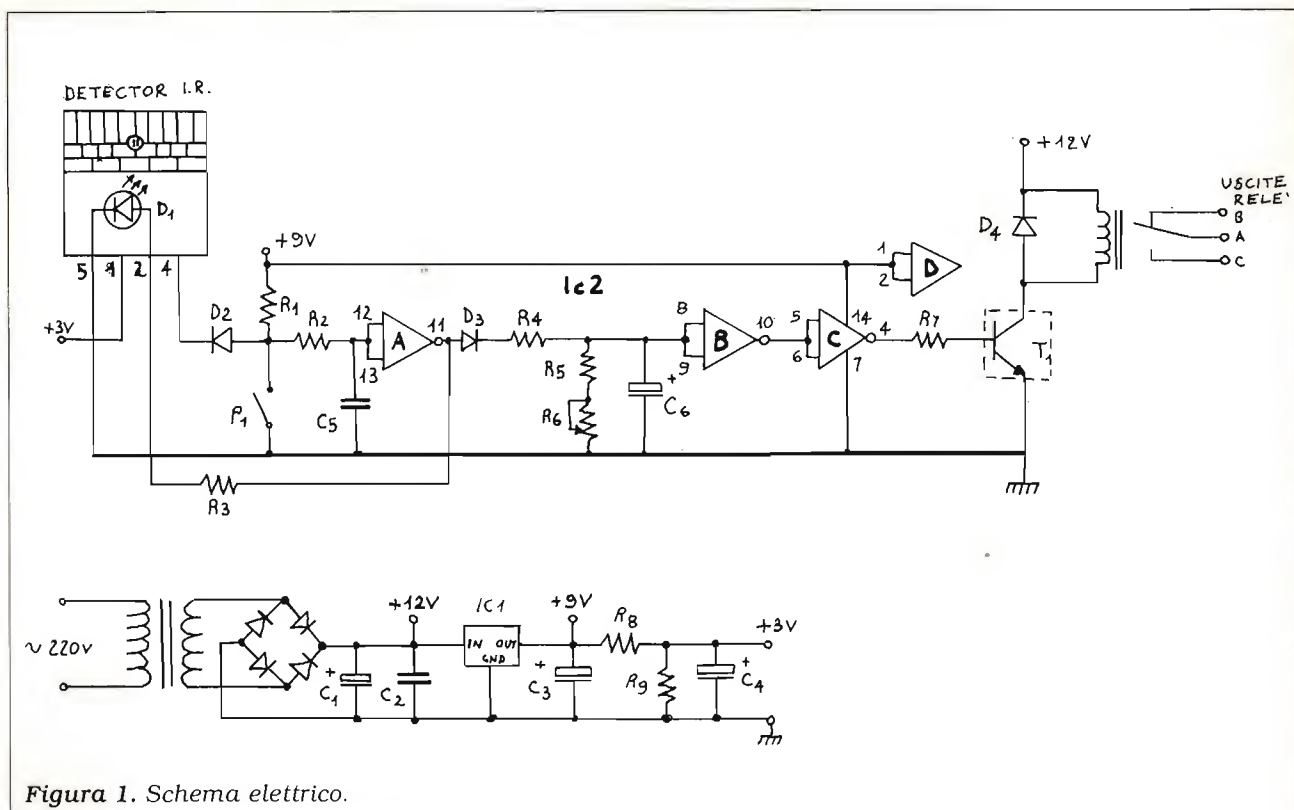 DETECTOR I.R.
D1
5 1 2 4
+3V
D2
+9V
R1
R2
P1
12
13
A
11
C5
R3
D3
R4
R5
R6
C6
Ic2
8
9
B
10
5
6
C
14
7
4
1
2
D
R7
T1
+12V
D4
USCITE
RELE'
B
A
C
~ 220V
+12V
IC1
+9V
R8
+3V
IN OUT
GND
+
C1
C2
+
C3
R9
+
C4
Figura 1. Schema elettrico.